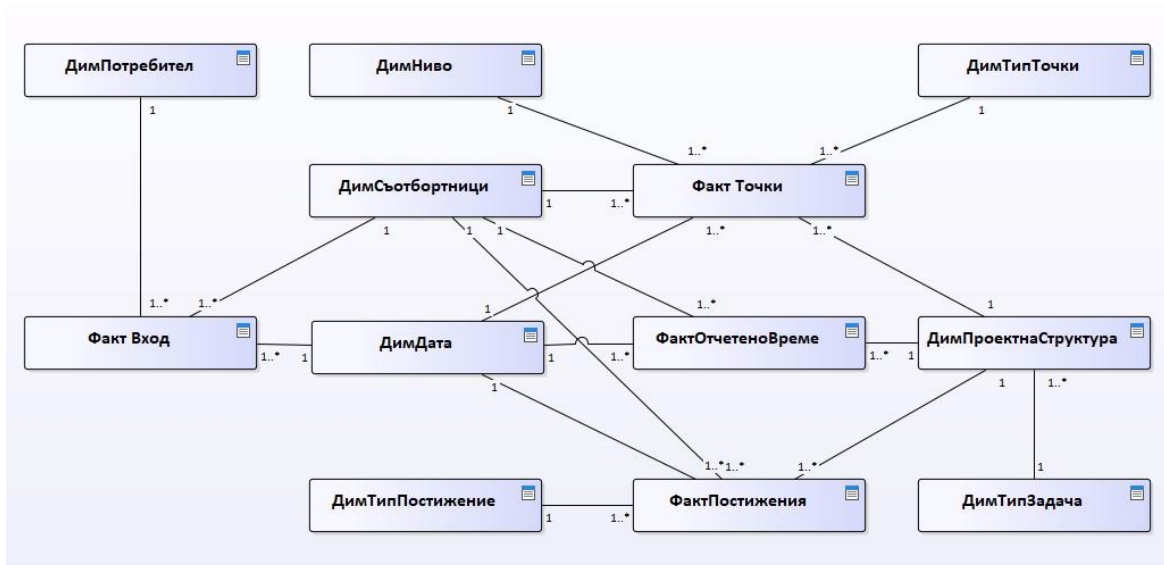 ДимПотребител
ДимНиво
ДимТипТочки
1
1
1
1..*
1..*
ДимСъотбортници
Факт Точки
1
1..*
1
1
1
1..*
1..*
1..*
1..*
1
1..*
1
Факт Вход
ДимДата
ФактОтчетеноВреме
ДимПроектнаСтруктура
1..*
1
1
1..*
1..*
1
1
1
1..*
1..*
1..*
1..*
1
ДимТипПостижение
ФактПостижения
ДимТипЗадача
1
1..*